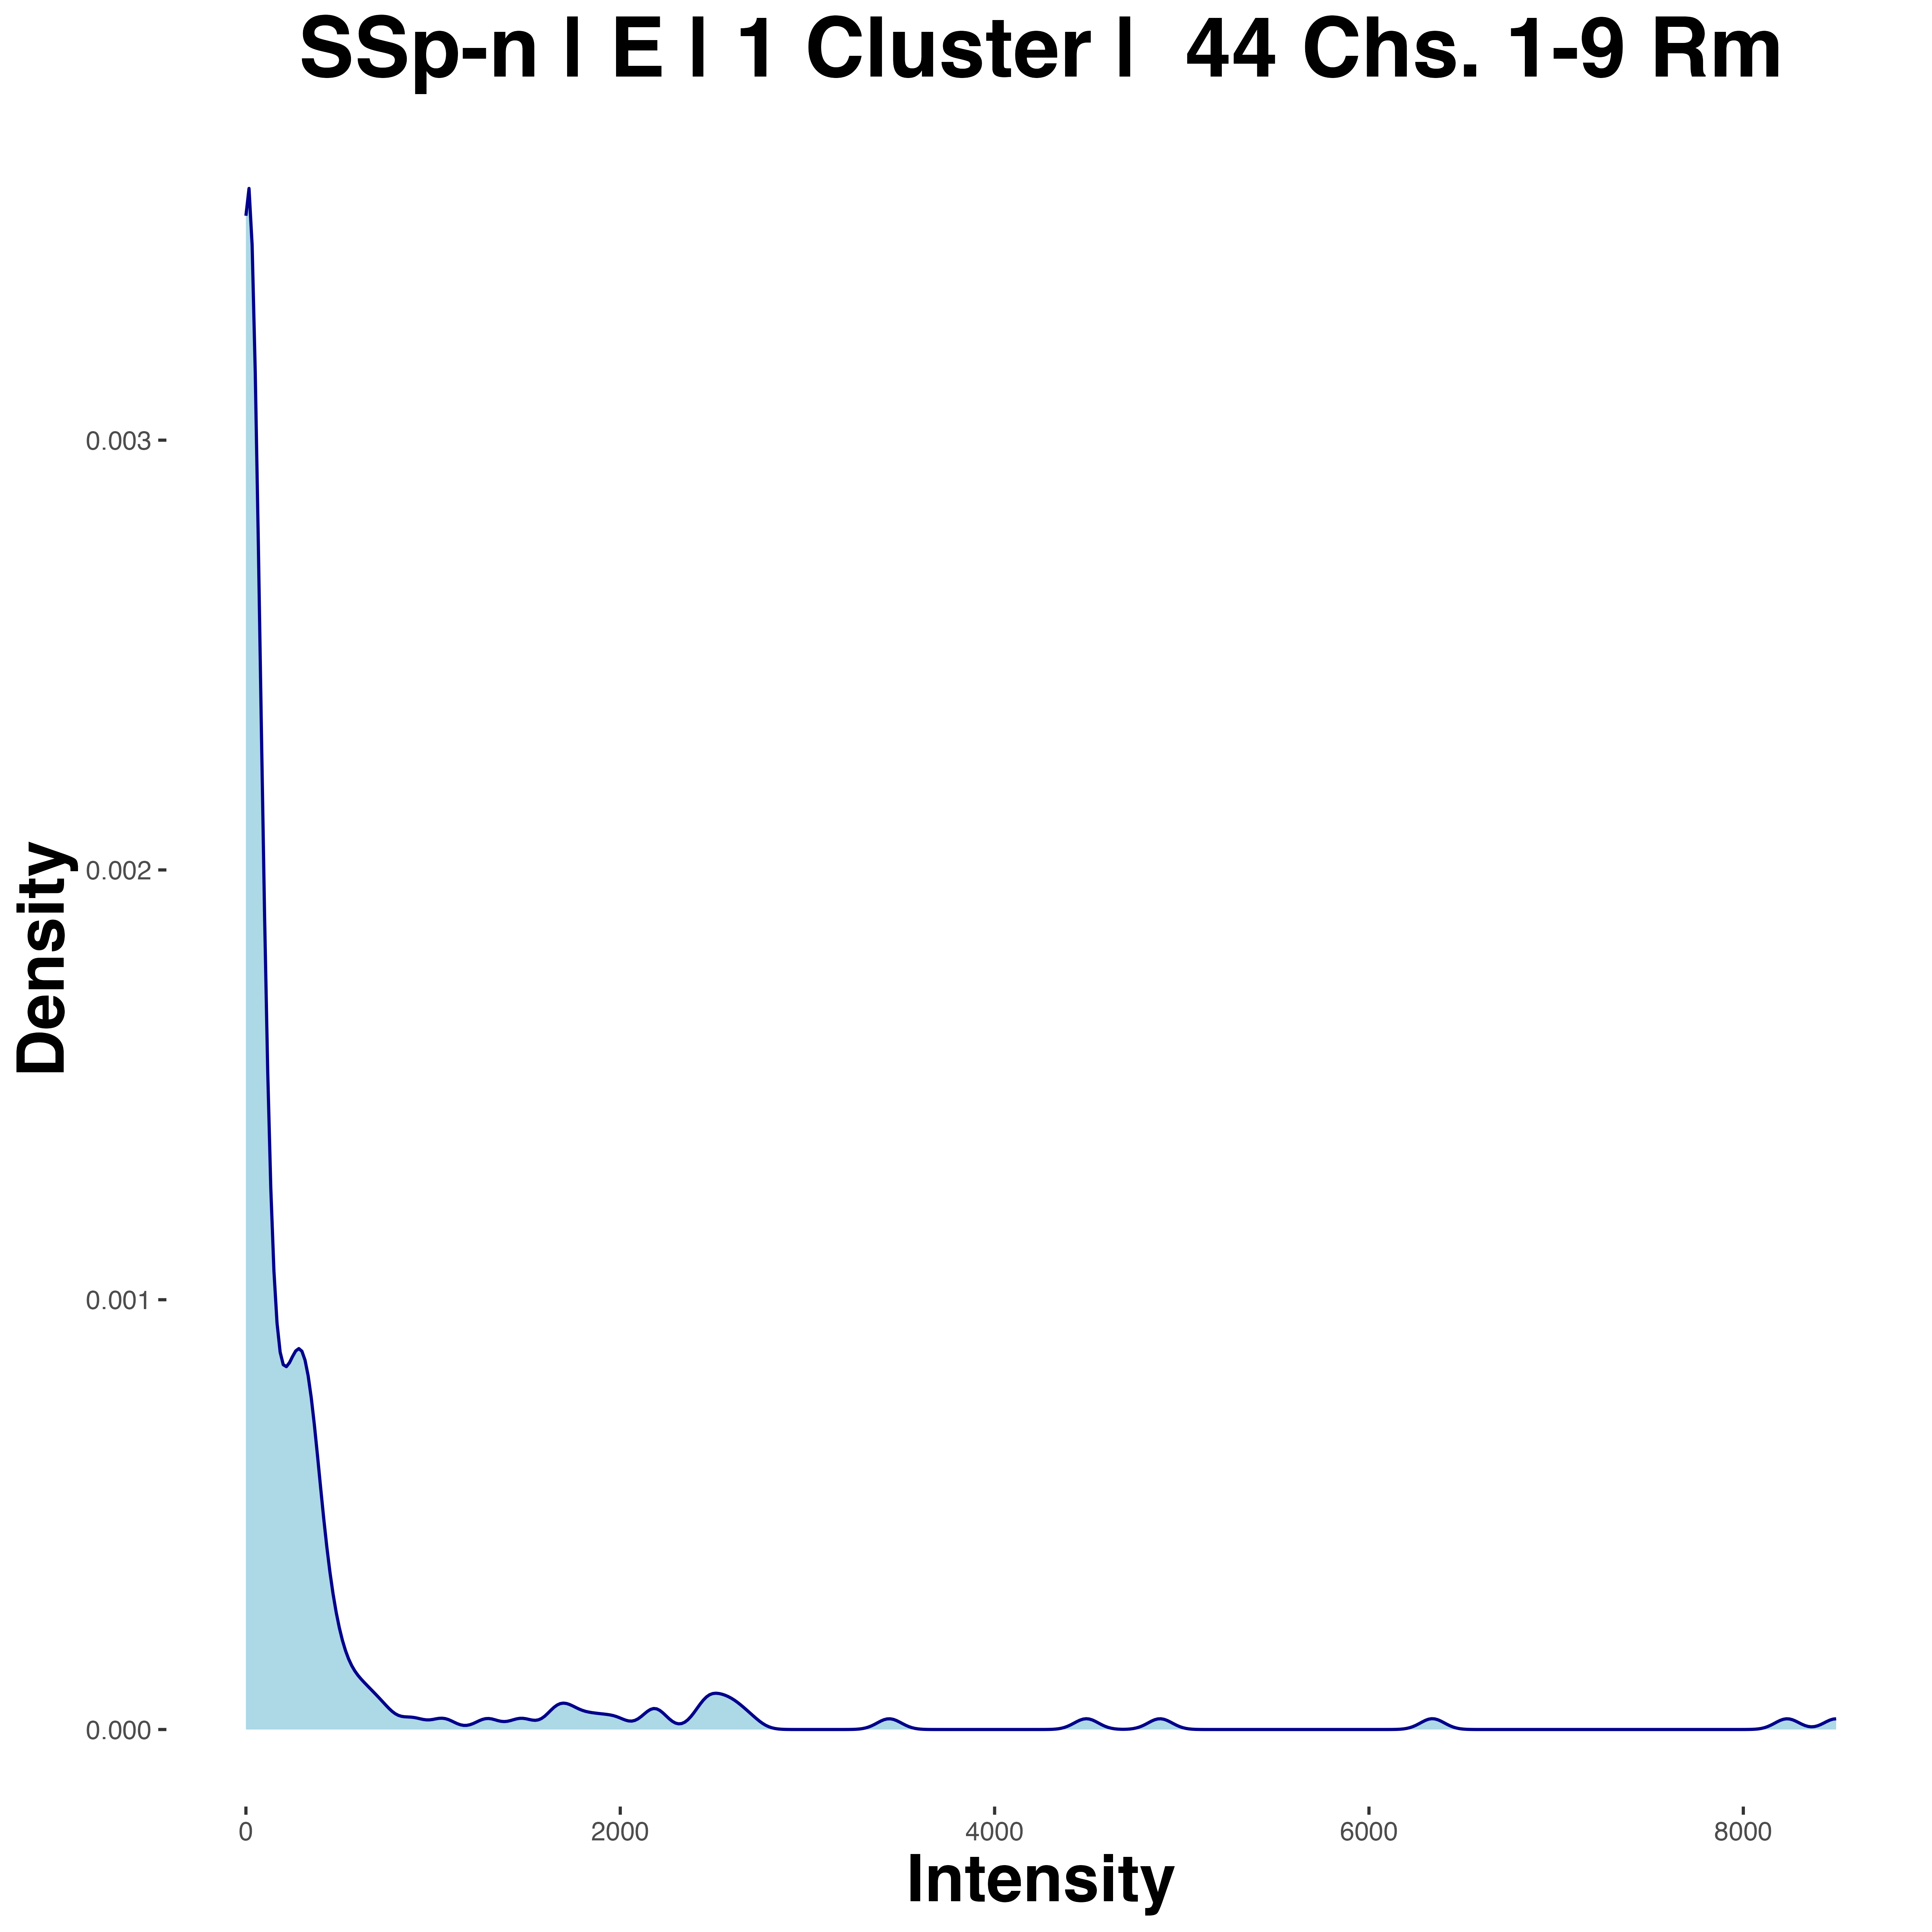 SSp-n | E | 1 Cluster |  44 Chs. 1-9 Rm
0.003
0.002
0.001
0.000
Density
0 2000 4000 6000 8000
Intensity